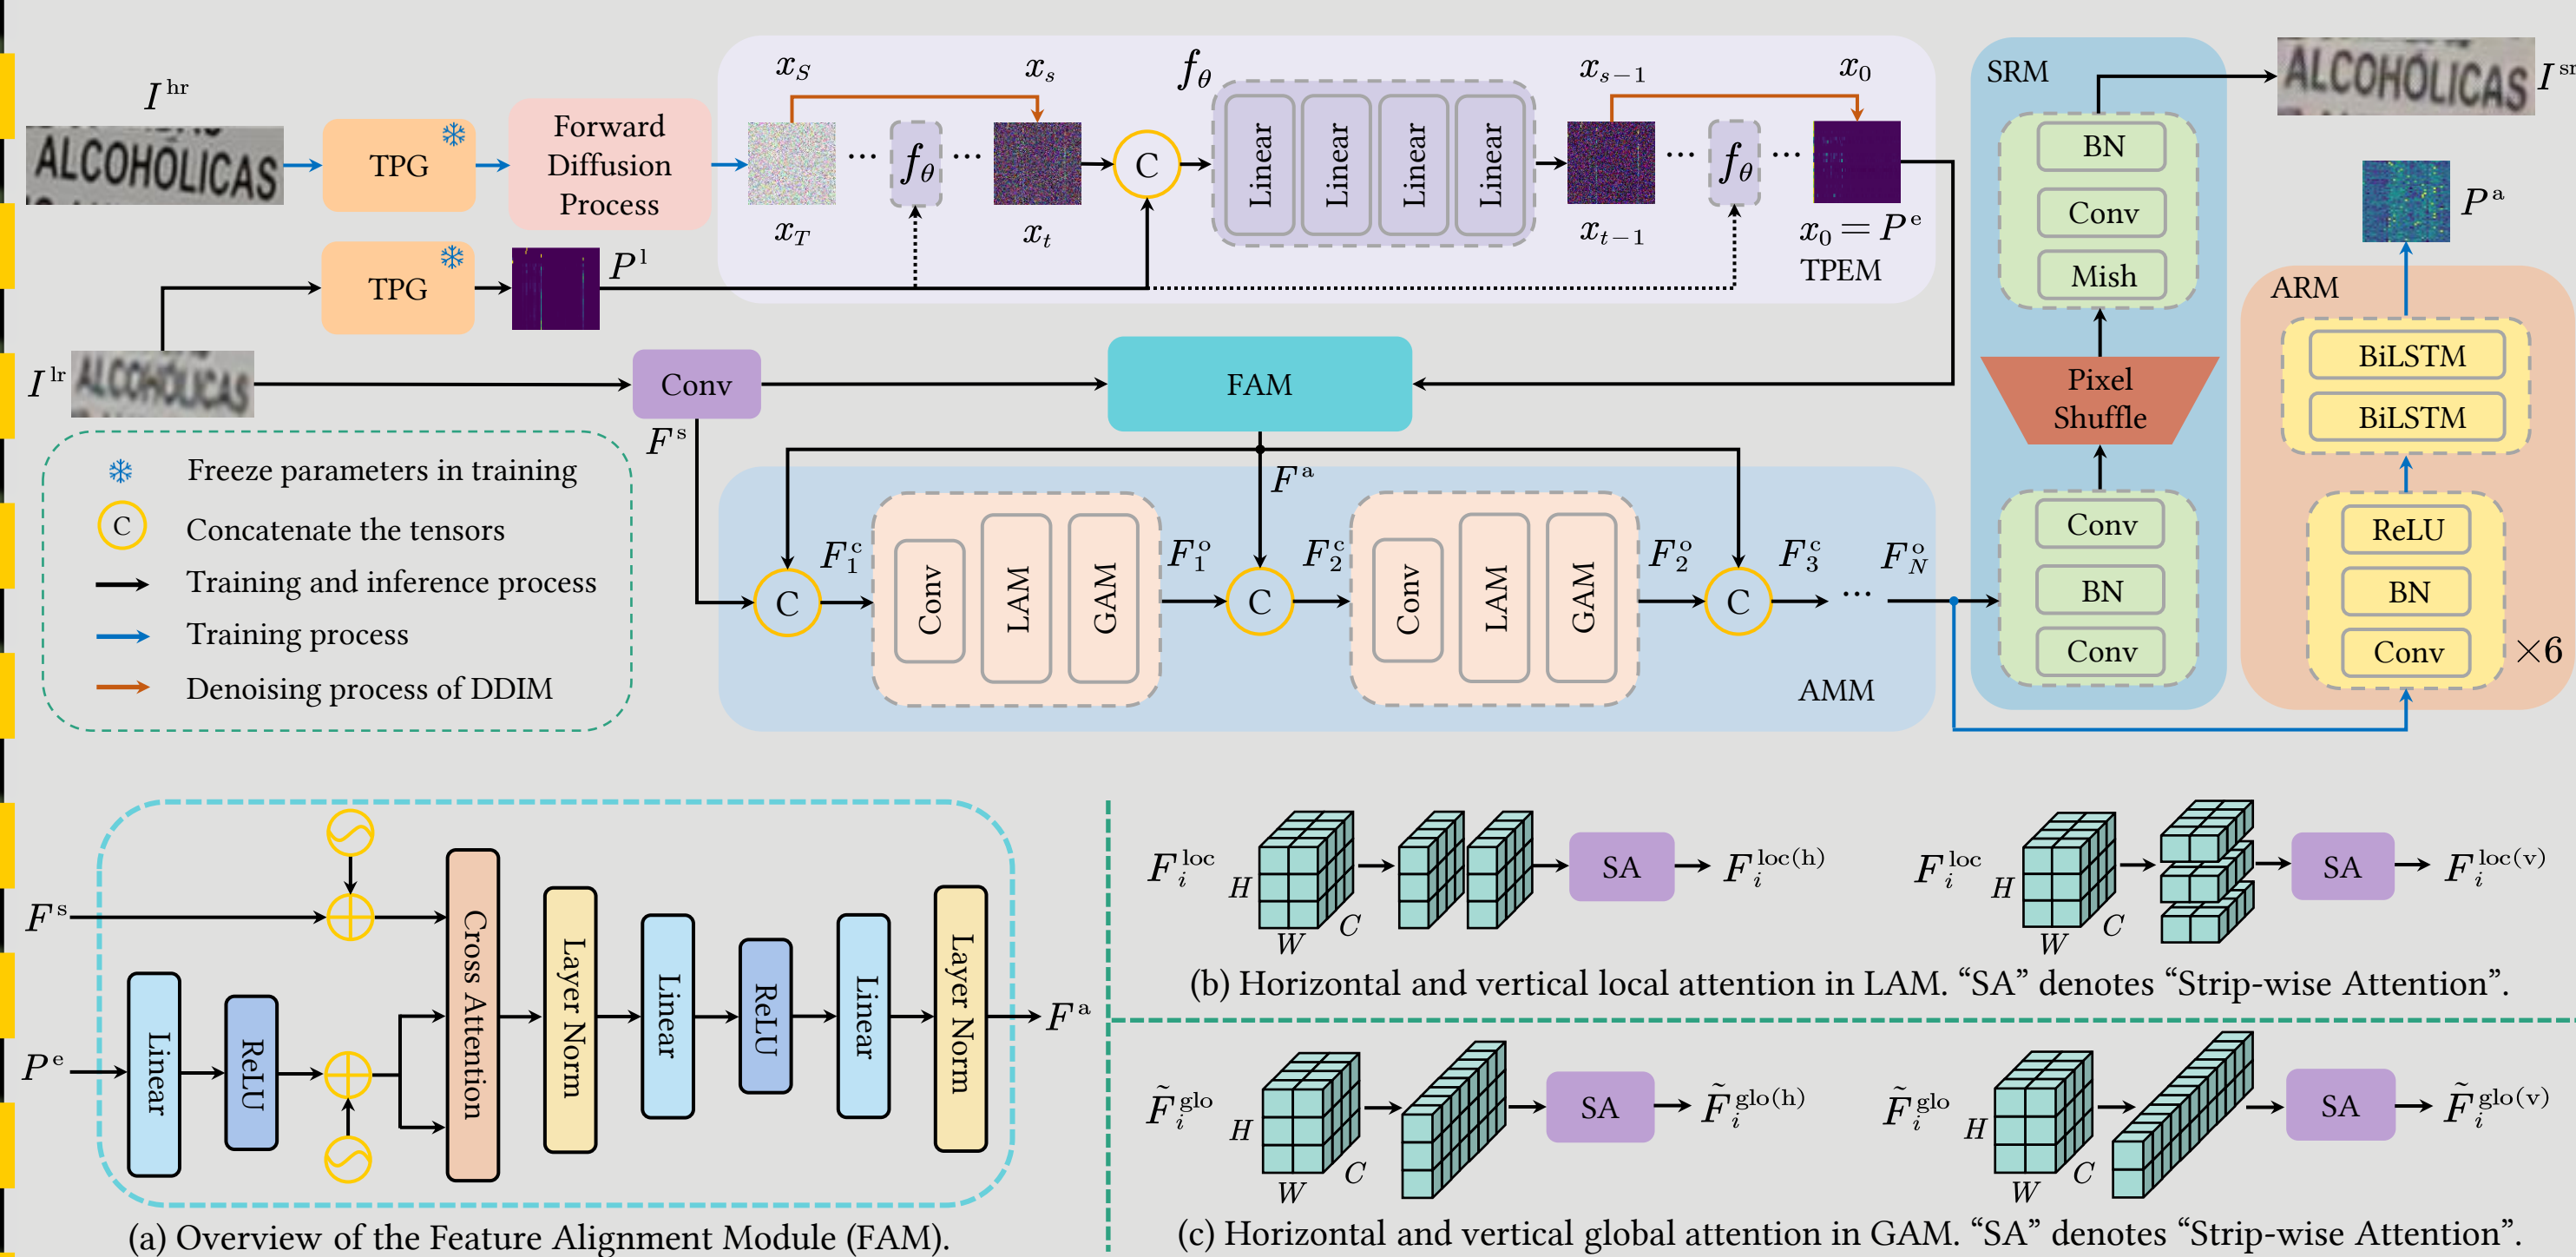 I^hr
ALCOHÓLICAS
TPG
Forward
Diffusion
Process
x_S
x_T
...
f_θ
...
x_s
x_t
C
f_θ
Linear
Linear
Linear
Linear
x_{s−1}
x_{t−1}
...
f_θ
...
x_0
x_0 = P^e
TPEM
TPG
P^l
I^lr
ALCOHÓLICAS
Conv
FAM
F^s
F^a
Freeze parameters in training
C Concatenate the tensors
Training and inference process
Training process
Denoising process of DDIM
C
F_1^c
Conv
LAM
GAM
F_1^o
C
F_2^c
Conv
LAM
GAM
F_2^o
C
F_3^c
...
F_N^o
AMM
SRM
BN
Conv
Mish
Pixel
Shuffle
Conv
BN
Conv
ALCOHÓLICAS
I^sr
P^a
ARM
BiLSTM
BiLSTM
ReLU
BN
Conv
×6
F^s
P^e
Linear
ReLU
Cross Attention
Layer Norm
Linear
ReLU
Linear
Layer Norm
F^a
(a) Overview of the Feature Alignment Module (FAM).
F_i^loc
H
W
C
SA
F_i^loc(h)
F_i^loc
H
W
C
SA
F_i^loc(v)
(b) Horizontal and vertical local attention in LAM. “SA” denotes “Strip-wise Attention”.
F̃_i^glo
H
W
C
SA
F̃_i^glo(h)
F̃_i^glo
H
W
C
SA
F̃_i^glo(v)
(c) Horizontal and vertical global attention in GAM. “SA” denotes “Strip-wise Attention”.